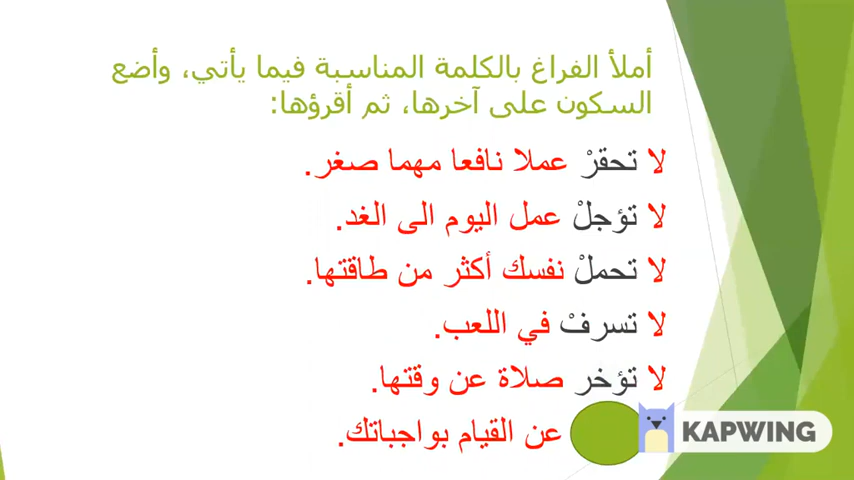 أملأ الفراغ بالكلمة المناسبة فيما يأتي، وأضع
السكون على آخرها، ثم أقرؤها:
لا تحقرْ عملا نافعا مهما صغر.
لا تؤجلْ عمل اليوم الى الغد.
لا تحملْ نفسك أكثر من طاقتها.
لا تسرفْ في اللعب.
لا تؤخر صلاة عن وقتها.
عن القيام بواجباتك.
KAPWING